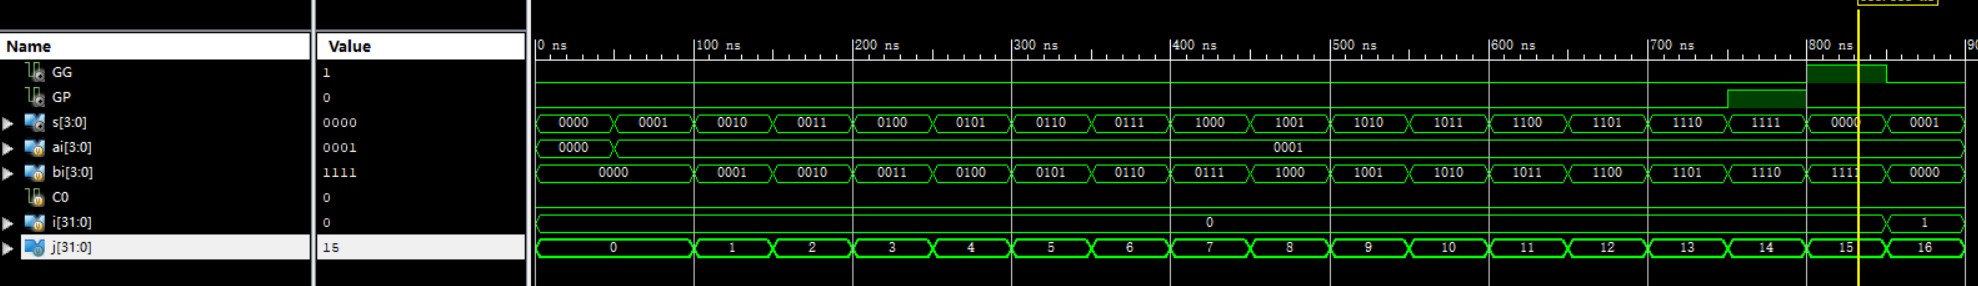 Name Value 0 ns 100 ns 200 ns 300 ns 400 ns 500 ns 600 ns 700 ns 800 ns
GG 1
GP 0
s[3:0] 0000 0000 0001 0010 0011 0100 0101 0110 0111 1000 1001 1010 1011 1100 1101 1110 1111 0000 0001
ai[3:0] 0001 0000 0001
bi[3:0] 1111 0000 0001 0010 0011 0100 0101 0110 0111 1000 1001 1010 1011 1100 1101 1110 1111 0000
C0 0
i[31:0] 0 0 1
j[31:0] 15 0 1 2 3 4 5 6 7 8 9 10 11 12 13 14 15 16